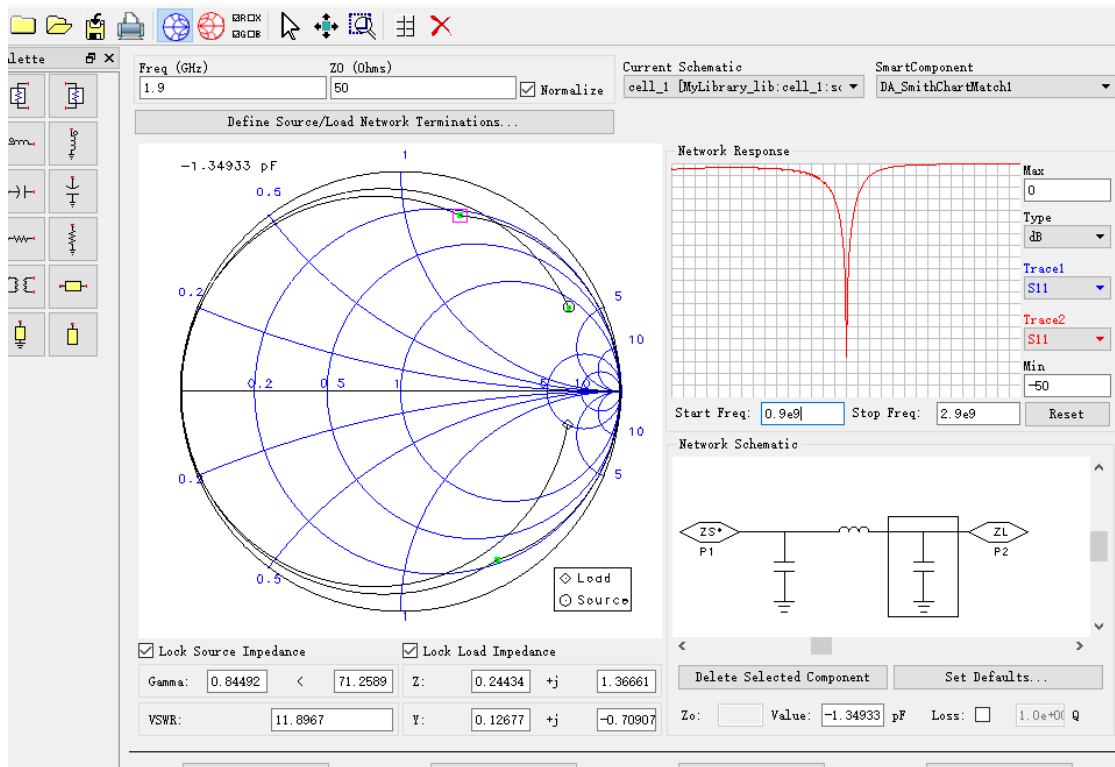 ⊠ROX
⊠GOB
lette
Freq (GHz)
Z0 (Ohms)
1.9
50
Normalize
Current Schematic
SmartComponent
cell_1 [MyLibrary_lib:cell_1:sc
DA_SmithChartMatch1
Define Source/Load Network Terminations...
-1.34933 pF
1
0.5
0.2
5
10
0.2
0.5
1
5
10
10
5
0.2
0.5
1
Load
Source
Network Response
Max
0
Type
dB
Trace1
S11
Trace2
S11
Min
-50
Start Freq:
0.9e9
Stop Freq:
2.9e9
Reset
Network Schematic
ZS*
P1
ZL
P2
Lock Source Impedance
Lock Load Impedance
Gamma:
0.84492
<
71.2589
Z:
0.24434
+j
1.36661
VSWR:
11.8967
Y:
0.12677
+j
-0.70907
Delete Selected Component
Set Defaults...
Zo:
Value:
-1.34933
pF
Loss:
1.0e+00
Q